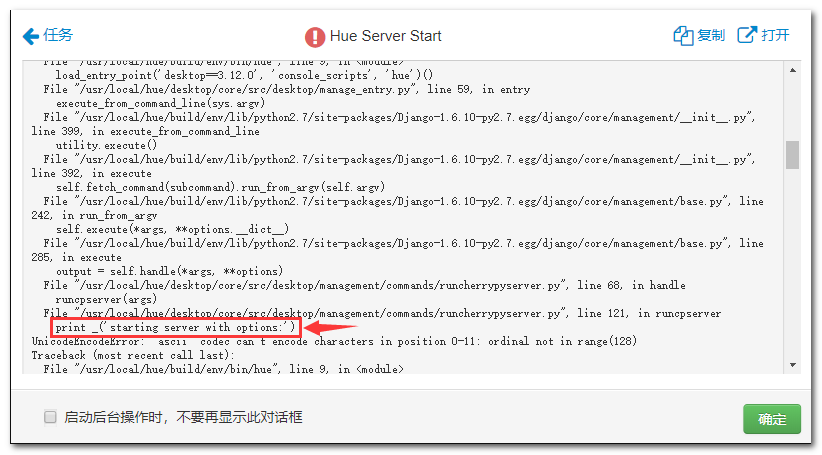 任务
Hue Server Start
复制
打开
File "/usr/local/hue/build/env/bin/hue", line 9, in <module>
load_entry_point('desktop==3.12.0', 'console_scripts', 'hue')()
File "/usr/local/hue/desktop/core/src/desktop/manage_entry.py", line 59, in entry
execute_from_command_line(sys.argv)
File "/usr/local/hue/build/env/lib/python2.7/site-packages/Django-1.6.10-py2.7.egg/django/core/management/__init__.py",
line 399, in execute_from_command_line
utility.execute()
File "/usr/local/hue/build/env/lib/python2.7/site-packages/Django-1.6.10-py2.7.egg/django/core/management/__init__.py",
line 392, in execute
self.fetch_command(subcommand).run_from_argv(self.argv)
File "/usr/local/hue/build/env/lib/python2.7/site-packages/Django-1.6.10-py2.7.egg/django/core/management/base.py", line
242, in run_from_argv
self.execute(*args, **options.__dict__)
File "/usr/local/hue/build/env/lib/python2.7/site-packages/Django-1.6.10-py2.7.egg/django/core/management/base.py", line
285, in execute
output = self.handle(*args, **options)
File "/usr/local/hue/desktop/core/src/desktop/management/commands/runcherrypyserver.py", line 68, in handle
runcpserver(args)
File "/usr/local/hue/desktop/core/src/desktop/management/commands/runcherrypyserver.py", line 121, in runcpserver
print _('starting server with options:')
UnicodeEncodeError: 'ascii' codec can't encode characters in position 0-11: ordinal not in range(128)
Traceback (most recent call last):
File "/usr/local/hue/build/env/bin/hue", line 9, in <module>
启动后台操作时，不要再显示此对话框
确定